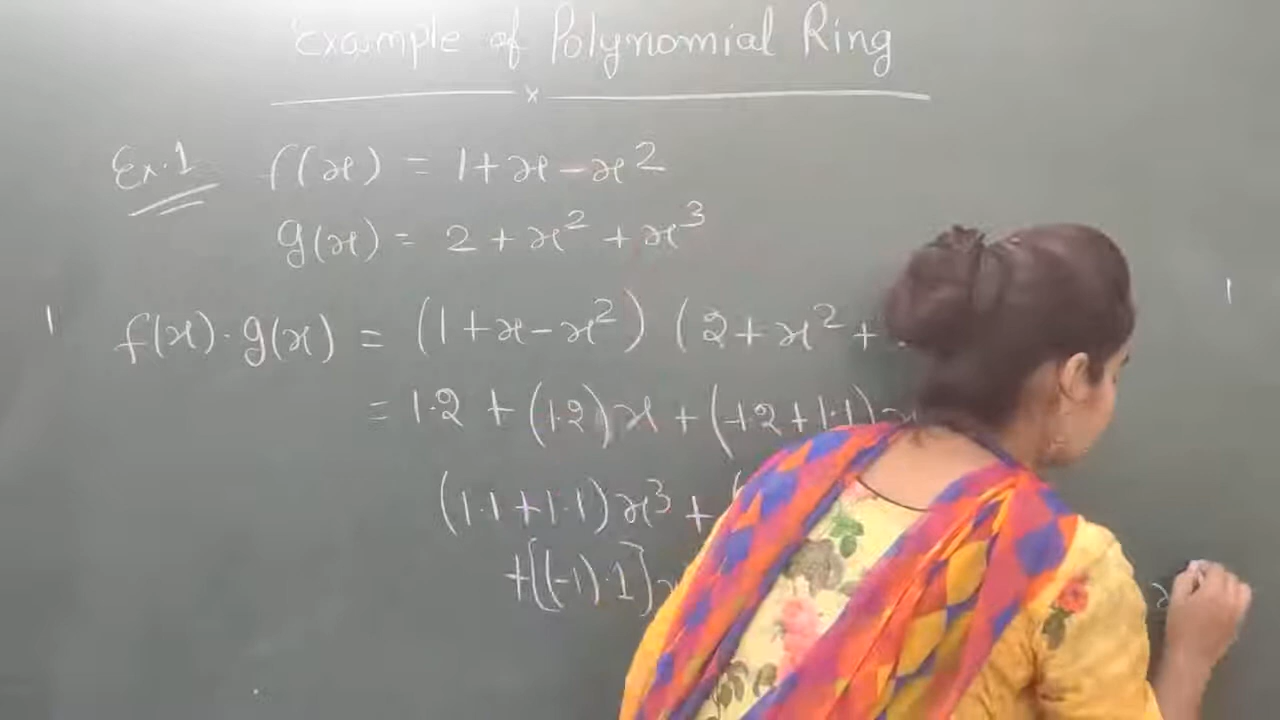 Example of Polynomial Ring
x
Ex.1 f(x) = 1+x-x²
g(x) = 2+x²+x³
f(x)·g(x) = (1+x-x²) (2+x²+
= 1·2 + (1·2)x + (-1·2+1·1)x
(1·1+1·1)x³ + (
+[(-1)·1]x